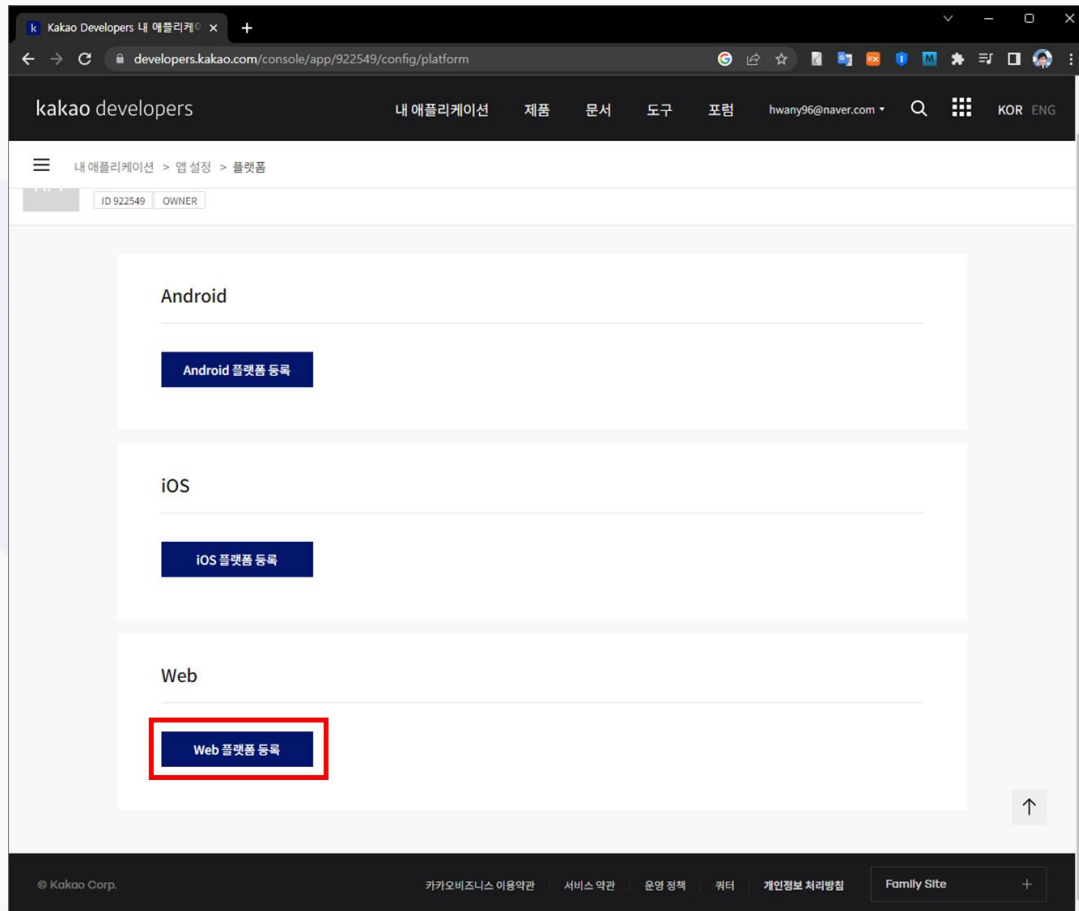 Kakao Developers 내 애플리케이
developers.kakao.com/console/app/922549/config/platform
kakao developers 내 애플리케이션 제품 문서 도구 포럼 hwany96@naver.com KOR ENG
내 애플리케이션 > 앱 설정 > 플랫폼
ID 922549 OWNER
Android
Android 플랫폼 등록
iOS
iOS 플랫폼 등록
Web
Web 플랫폼 등록
© Kakao Corp. 카카오비즈니스 이용약관 서비스 약관 운영 정책 쿼터 개인정보 처리방침 Family Site